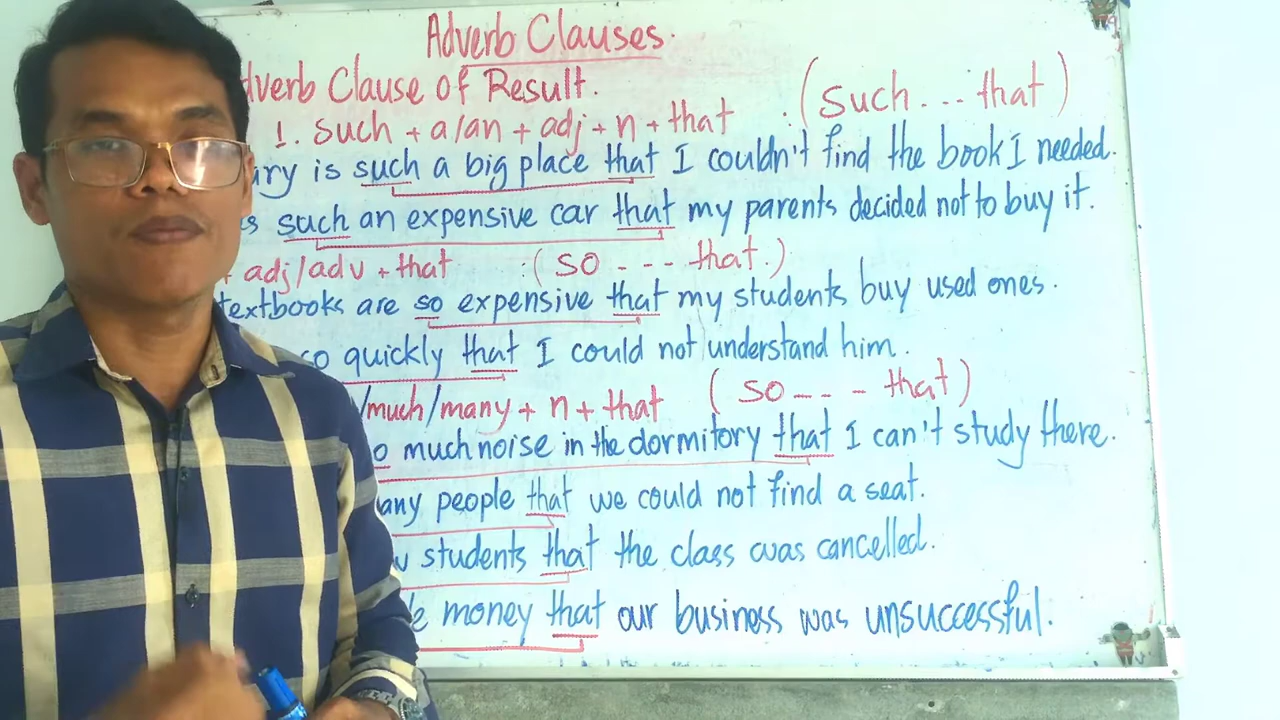 Adverb Clauses.
dverb Clause of Result.
1. such + a/an + adj + n + that . (such ... that)
ary is such a big place that I couldn't find the book I needed.
s such an expensive car that my parents decided not to buy it.
+ adj/adv + that (so --- that.)
textbooks are so expensive that my students buy used ones.
so quickly that I could not understand him.
/much/many + n + that (so --- that)
o much noise in the dormitory that I can't study there.
any people that we could not find a seat.
w students that the class was cancelled.
e money that our business was unsuccessful.